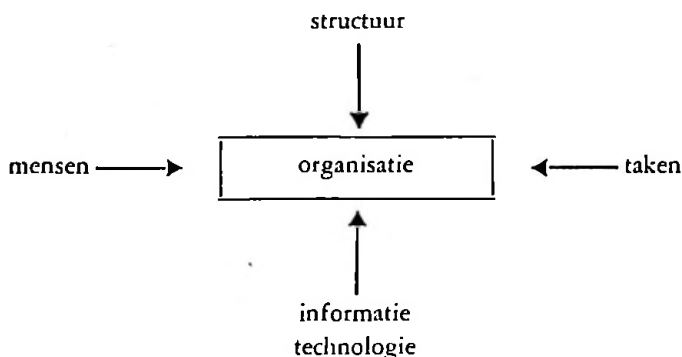 structuur
mensen organisatie taken
informatie
technologie